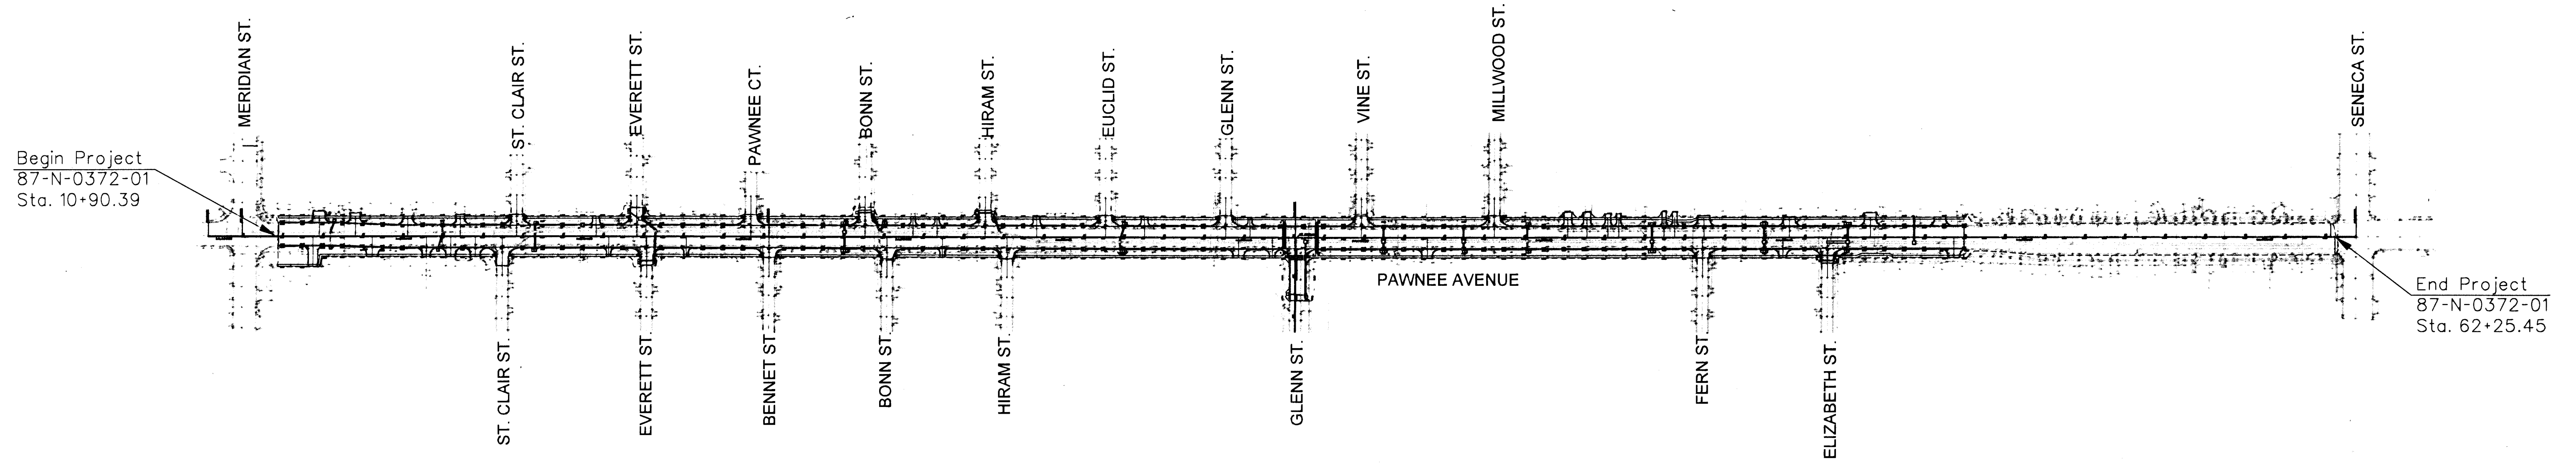 MERIDIAN ST.
ST. CLAIR ST.
EVERETT ST.
PAWNEE CT.
BONN ST.
HIRAM ST.
EUCLID ST.
GLENN ST.
VINE ST.
MILLWOOD ST.
SENECA ST.
Begin Project
87-N-0372-01
Sta. 10+90.39
PAWNEE AVENUE
End Project
87-N-0372-01
Sta. 62+25.45
ST. CLAIR ST.
EVERETT ST.
BENNET ST.
BONN ST.
HIRAM ST.
GLENN ST.
FERN ST.
ELIZABETH ST.